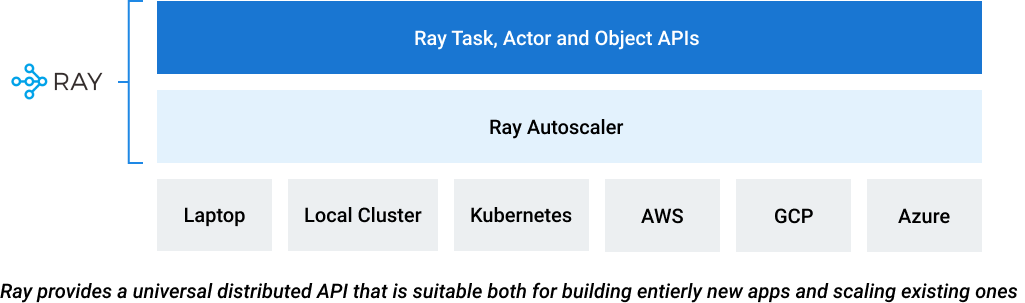 Ray Task, Actor and Object APIs
RAY
Ray Autoscaler
Laptop
Local Cluster
Kubernetes
AWS
GCP
Azure
Ray provides a universal distributed API that is suitable both for building entierly new apps and scaling existing ones